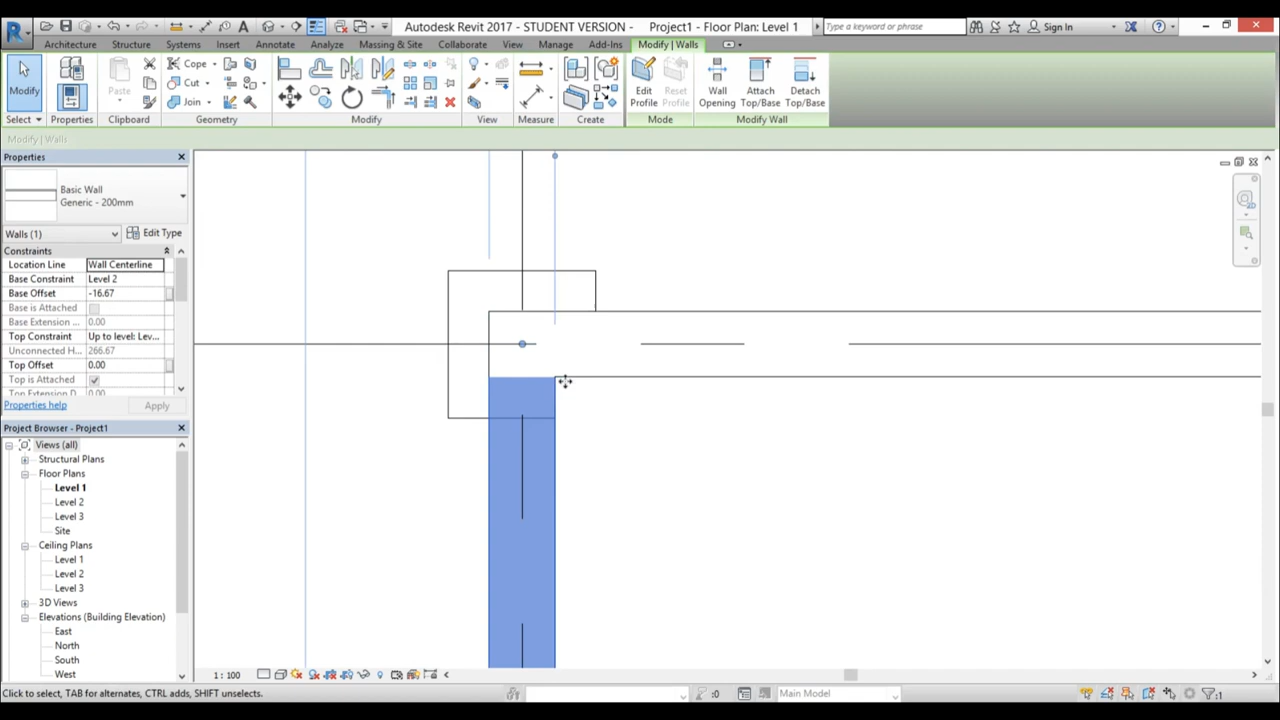 Autodesk Revit 2017 - STUDENT VERSION - Project1 - Floor Plan: Level 1
Type a keyword or phrase
Sign In
Architecture Structure Systems Insert Annotate Analyze Massing & Site Collaborate View Manage Add-Ins Modify | Walls
Modify
Properties
Paste
Cope
Cut
Join
Edit Profile
Reset Profile
Wall Opening
Attach Top/Base
Detach Top/Base
Select Properties Clipboard Geometry Modify View Measure Create Mode Modify Wall
Modify | Walls
Properties
Basic Wall
Generic - 200mm
Walls (1) Edit Type
Constraints
Location Line Wall Centerline
Base Constraint Level 2
Base Offset -16.67
Base is Attached
Base Extension ... 0.00
Top Constraint Up to level: Lev...
Unconnected H... 266.67
Top Offset 0.00
Top is Attached
Top Extension D... 0.00
Properties help Apply
Project Browser - Project1
Views (all)
Structural Plans
Floor Plans
Level 1
Level 2
Level 3
Site
Ceiling Plans
Level 1
Level 2
Level 3
3D Views
Elevations (Building Elevation)
East
North
South
West
1 : 100
Click to select, TAB for alternates, CTRL adds, SHIFT unselects.
:0
Main Model
:1